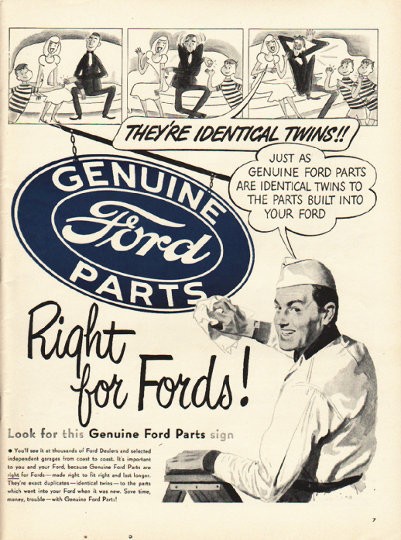 THEY'RE IDENTICAL TWINS!!
JUST AS
GENUINE FORD PARTS
ARE IDENTICAL TWINS TO
THE PARTS BUILT INTO
YOUR FORD
GENUINE
Ford
PARTS
Right
for Fords!
Look for this Genuine Ford Parts sign
● You'll see it at thousands of Ford Dealers and selected
independent garages from coast to coast. It's important
to you and your Ford, because Genuine Ford Parts are
right for Fords—made right to fit right and last longer.
They're exact duplicates—identical twins—to the parts
which went into your Ford when it was new. Save time,
money, trouble—with Genuine Ford Parts!
7